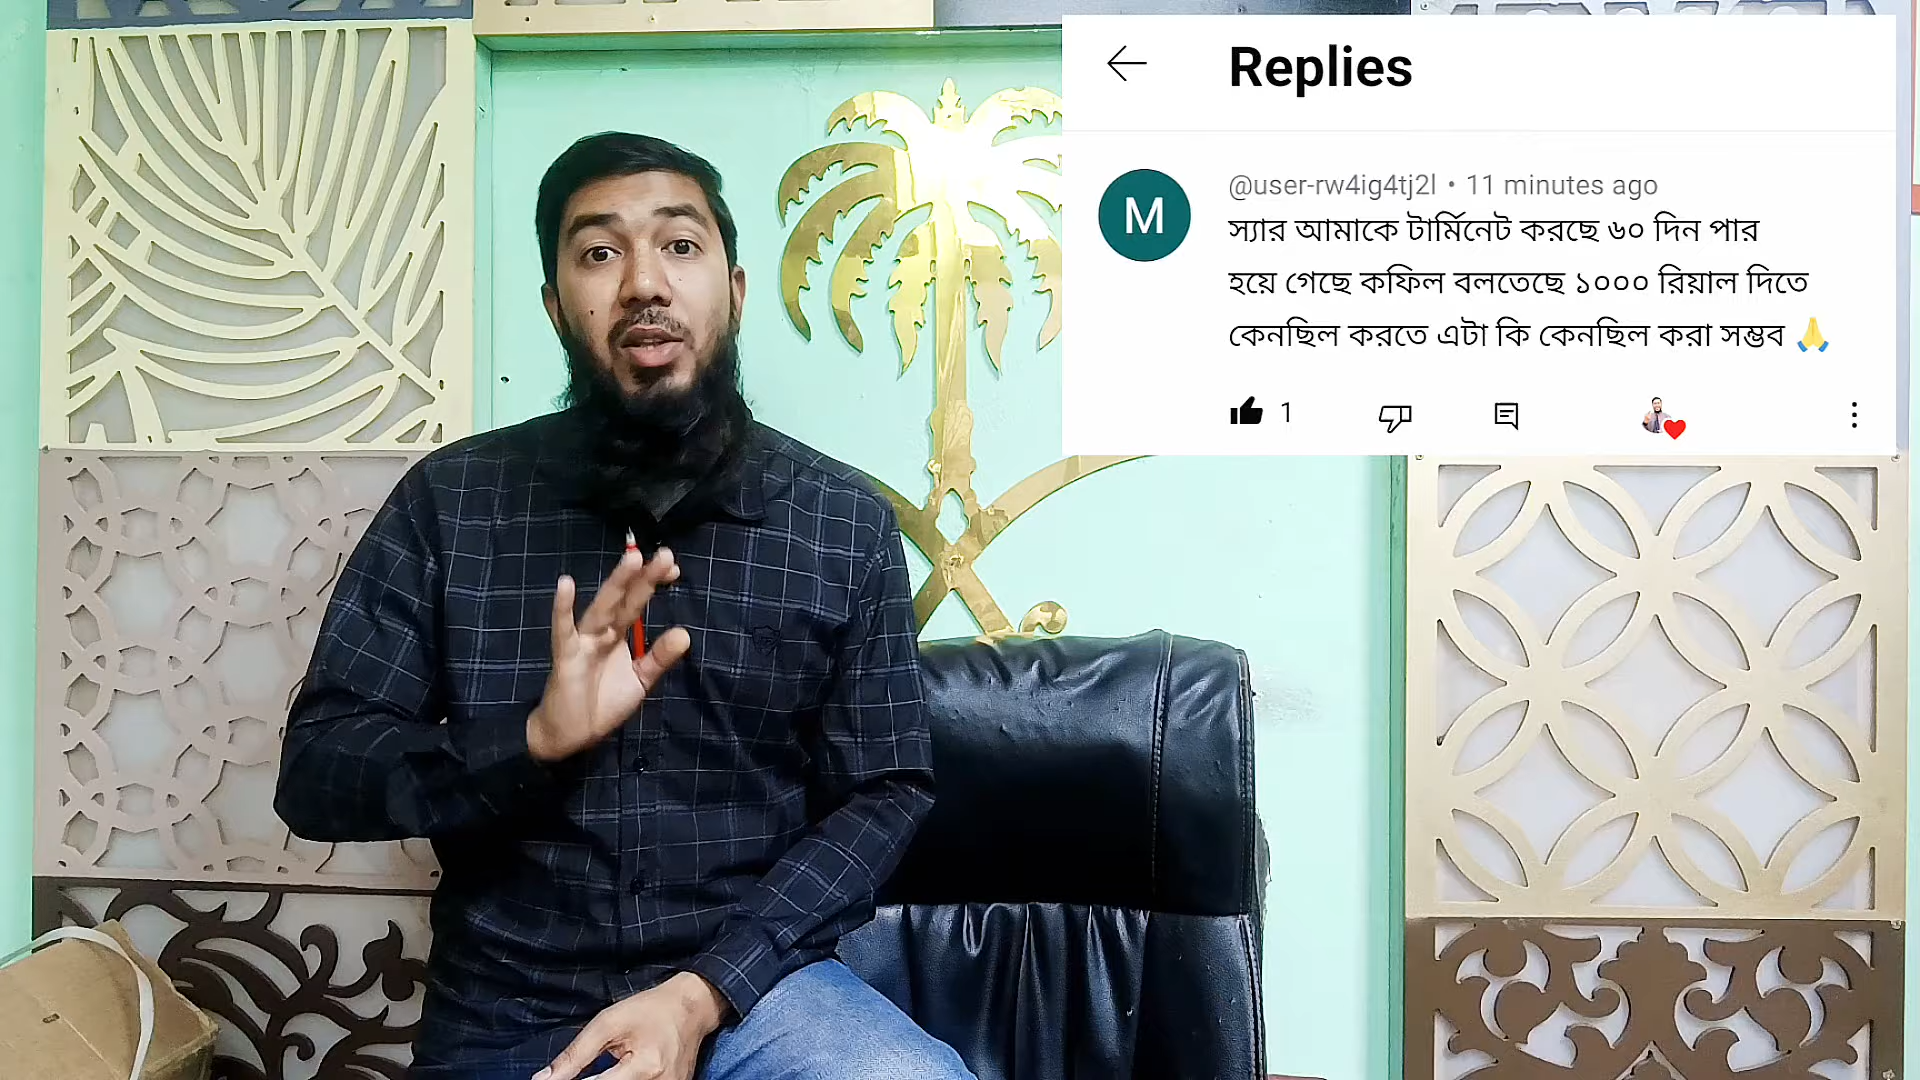 Replies
M
@user-rw4ig4tj2l • 11 minutes ago
স্যার আমাকে টার্মিনেট করছে ৬০ দিন পার
হয়ে গেছে কফিল বলতেছে ১০০০ রিয়াল দিতে
কেনছিল করতে এটা কি কেনছিল করা সম্ভব 🙏
1